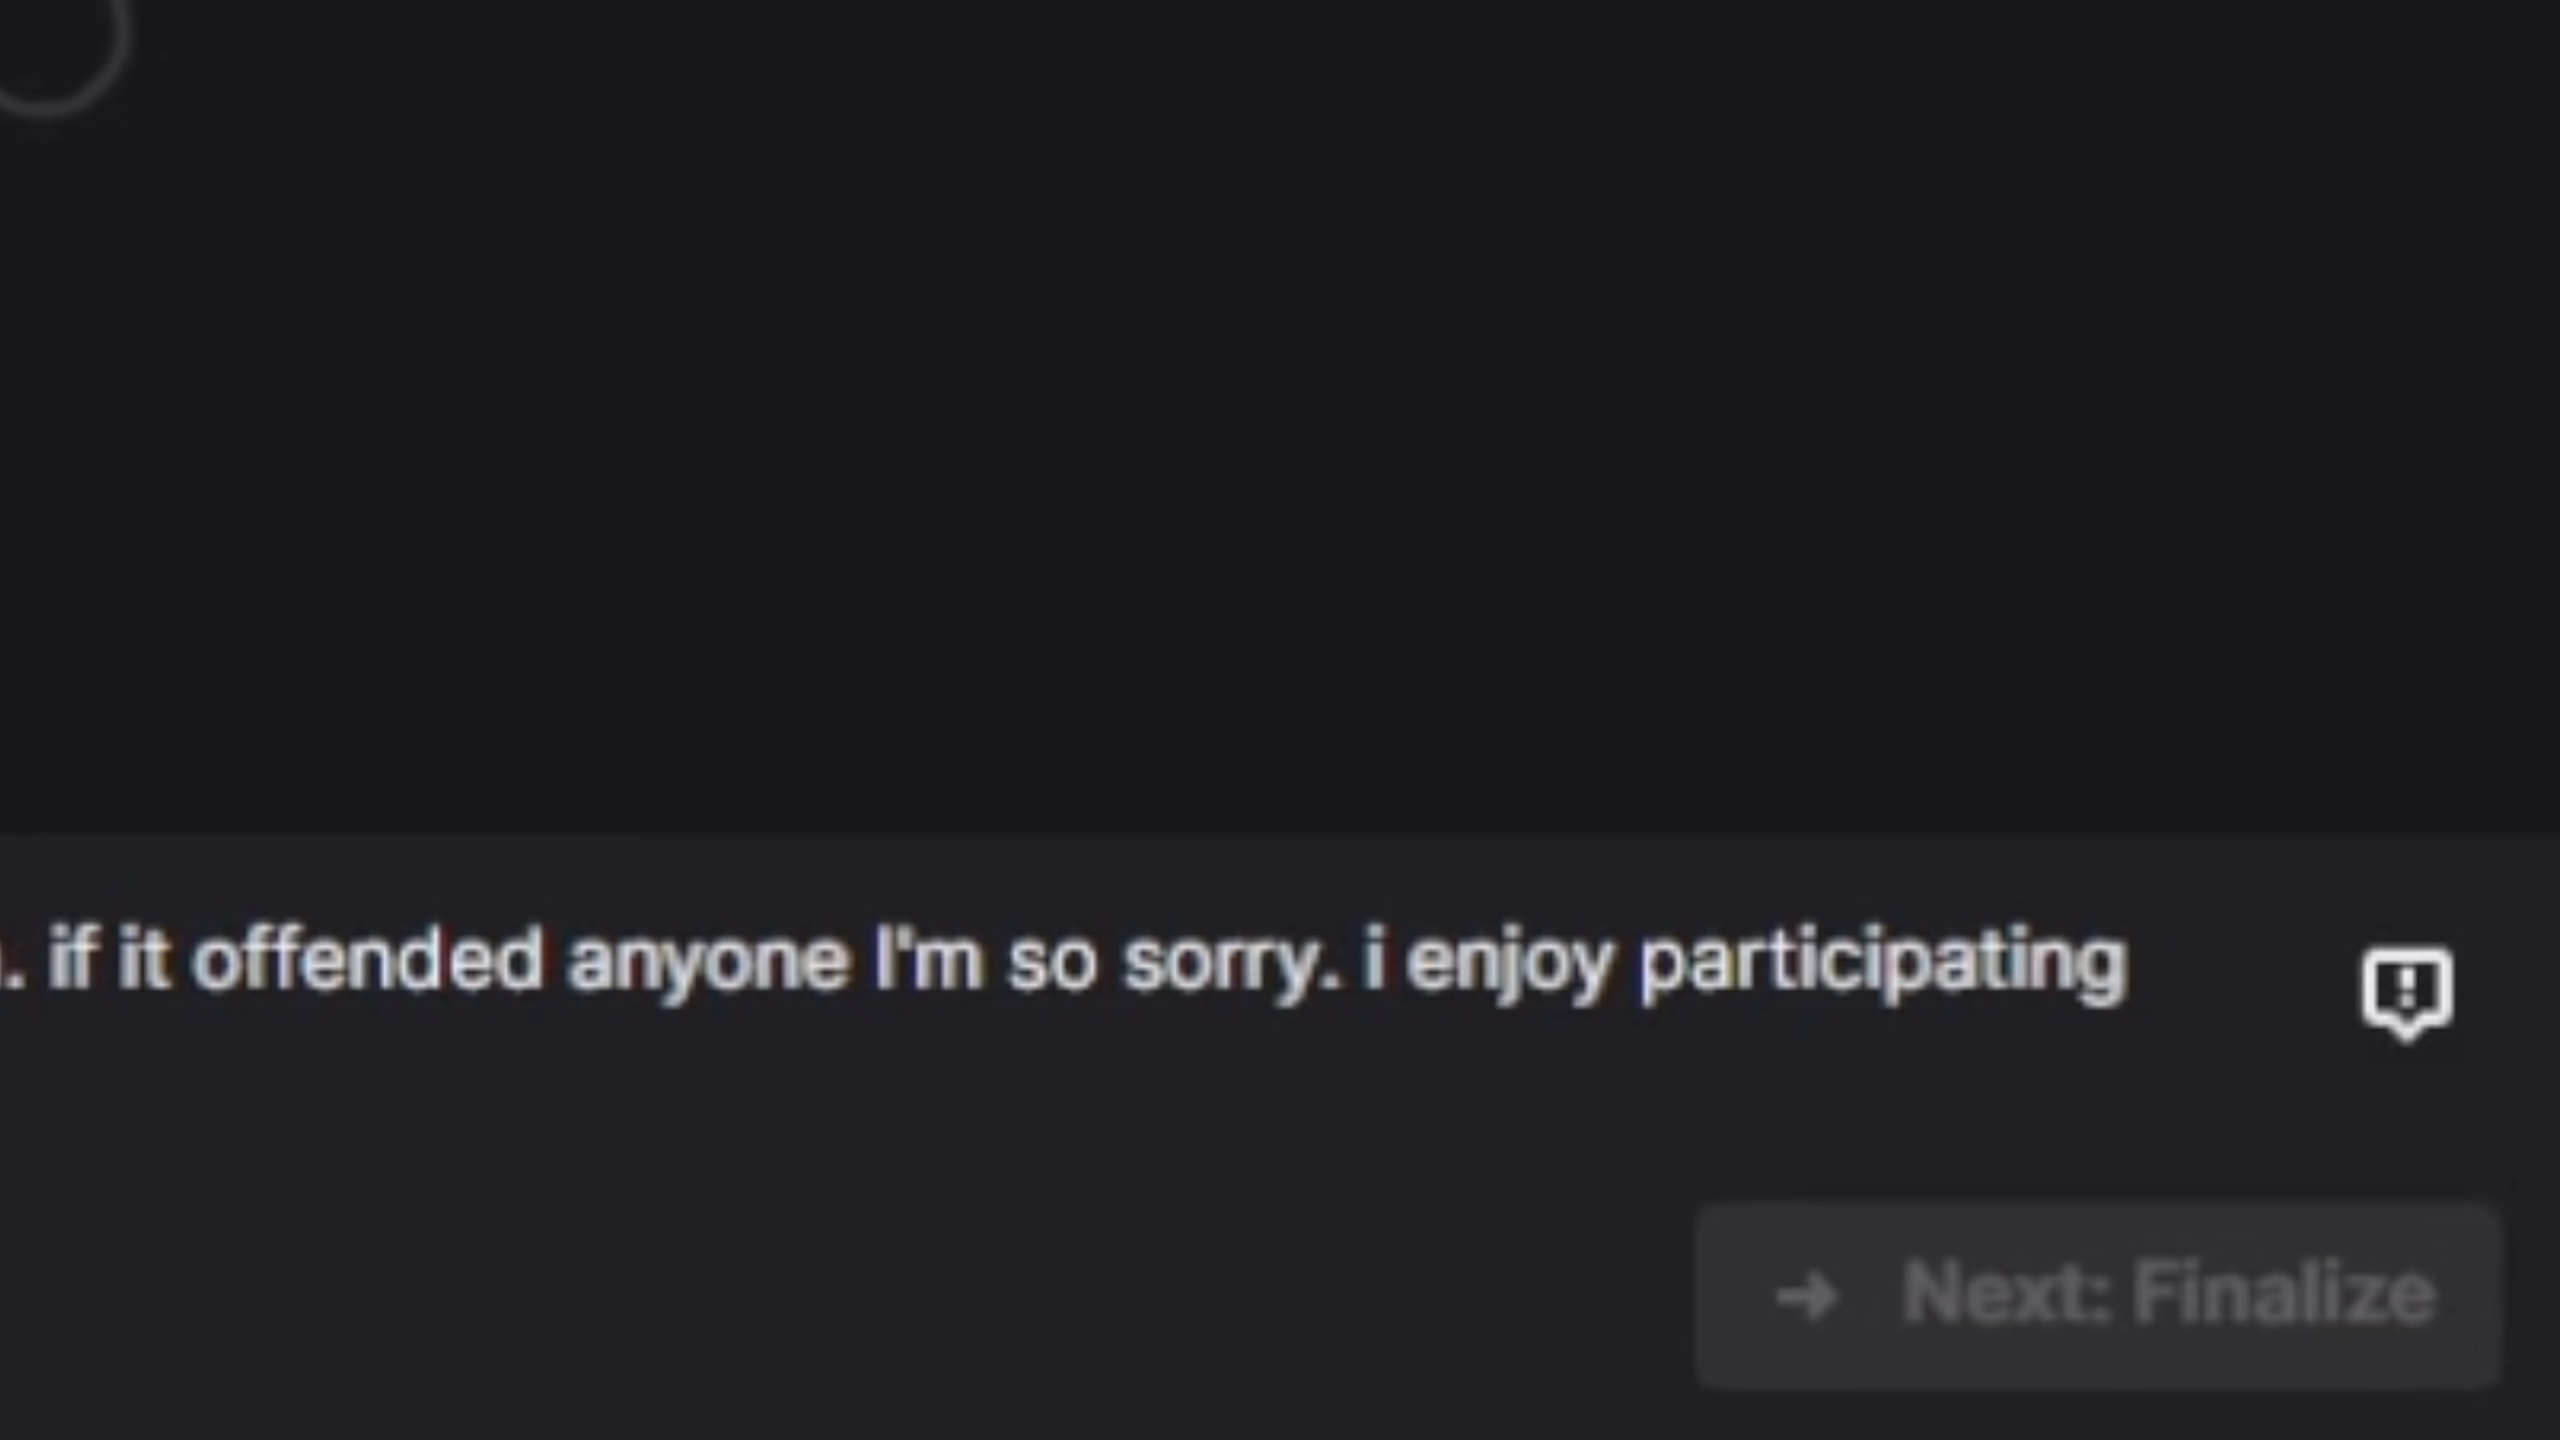 . if it offended anyone I'm so sorry. i enjoy participating
Next: Finalize